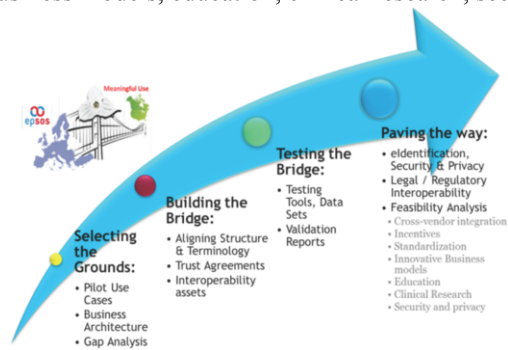 Meaningful Use
epsos
Selecting
the
Grounds:
• Pilot Use
Cases
• Business
Architecture
• Gap Analysis
Building the
Bridge:
• Aligning Structure
& Terminology
• Trust Agreements
• Interoperability
assets
Testing the
Bridge:
• Testing
Tools, Data
Sets
• Validation
Reports
Paving the way:
• eIdentification,
Security & Privacy
• Legal / Regulatory
Interoperability
• Feasibility Analysis
• Cross-vendor integration
• Incentives
• Standardization
• Innovative Business
models
• Education
• Clinical Research
• Security and privacy